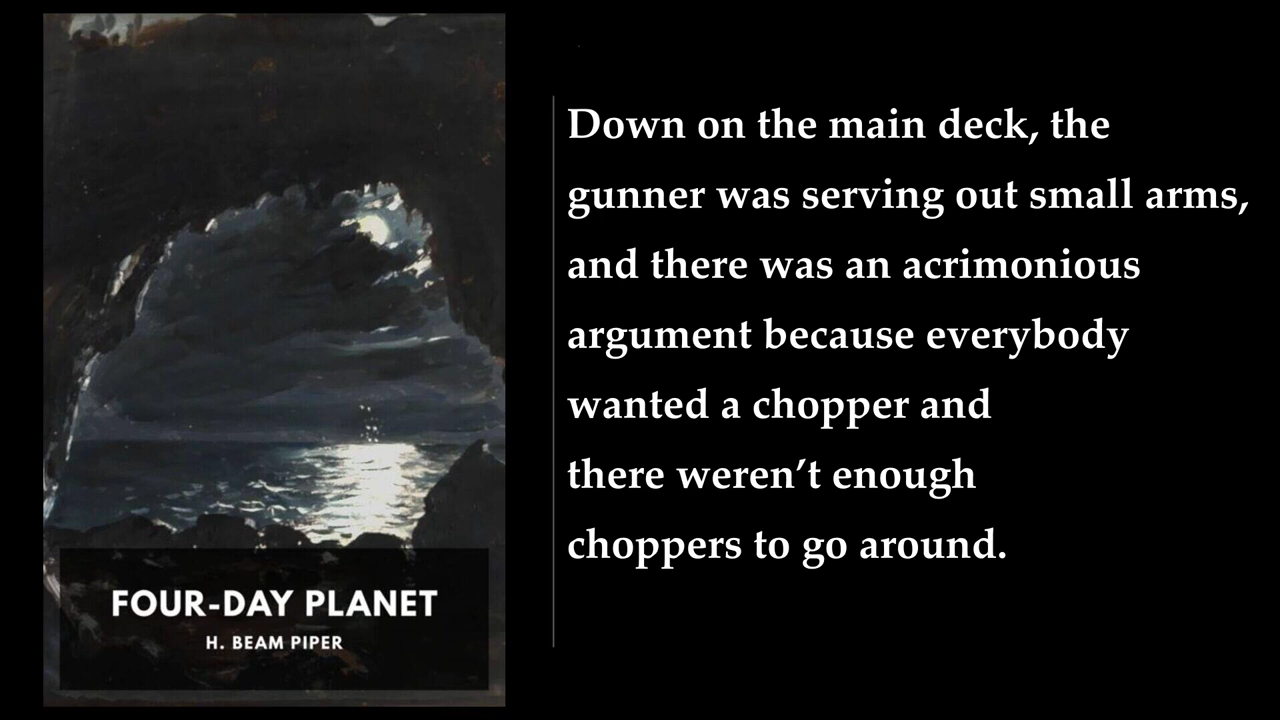 Down on the main deck, the
gunner was serving out small arms,
and there was an acrimonious
argument because everybody
wanted a chopper and
there weren’t enough
choppers to go around.
FOUR-DAY PLANET
H. BEAM PIPER